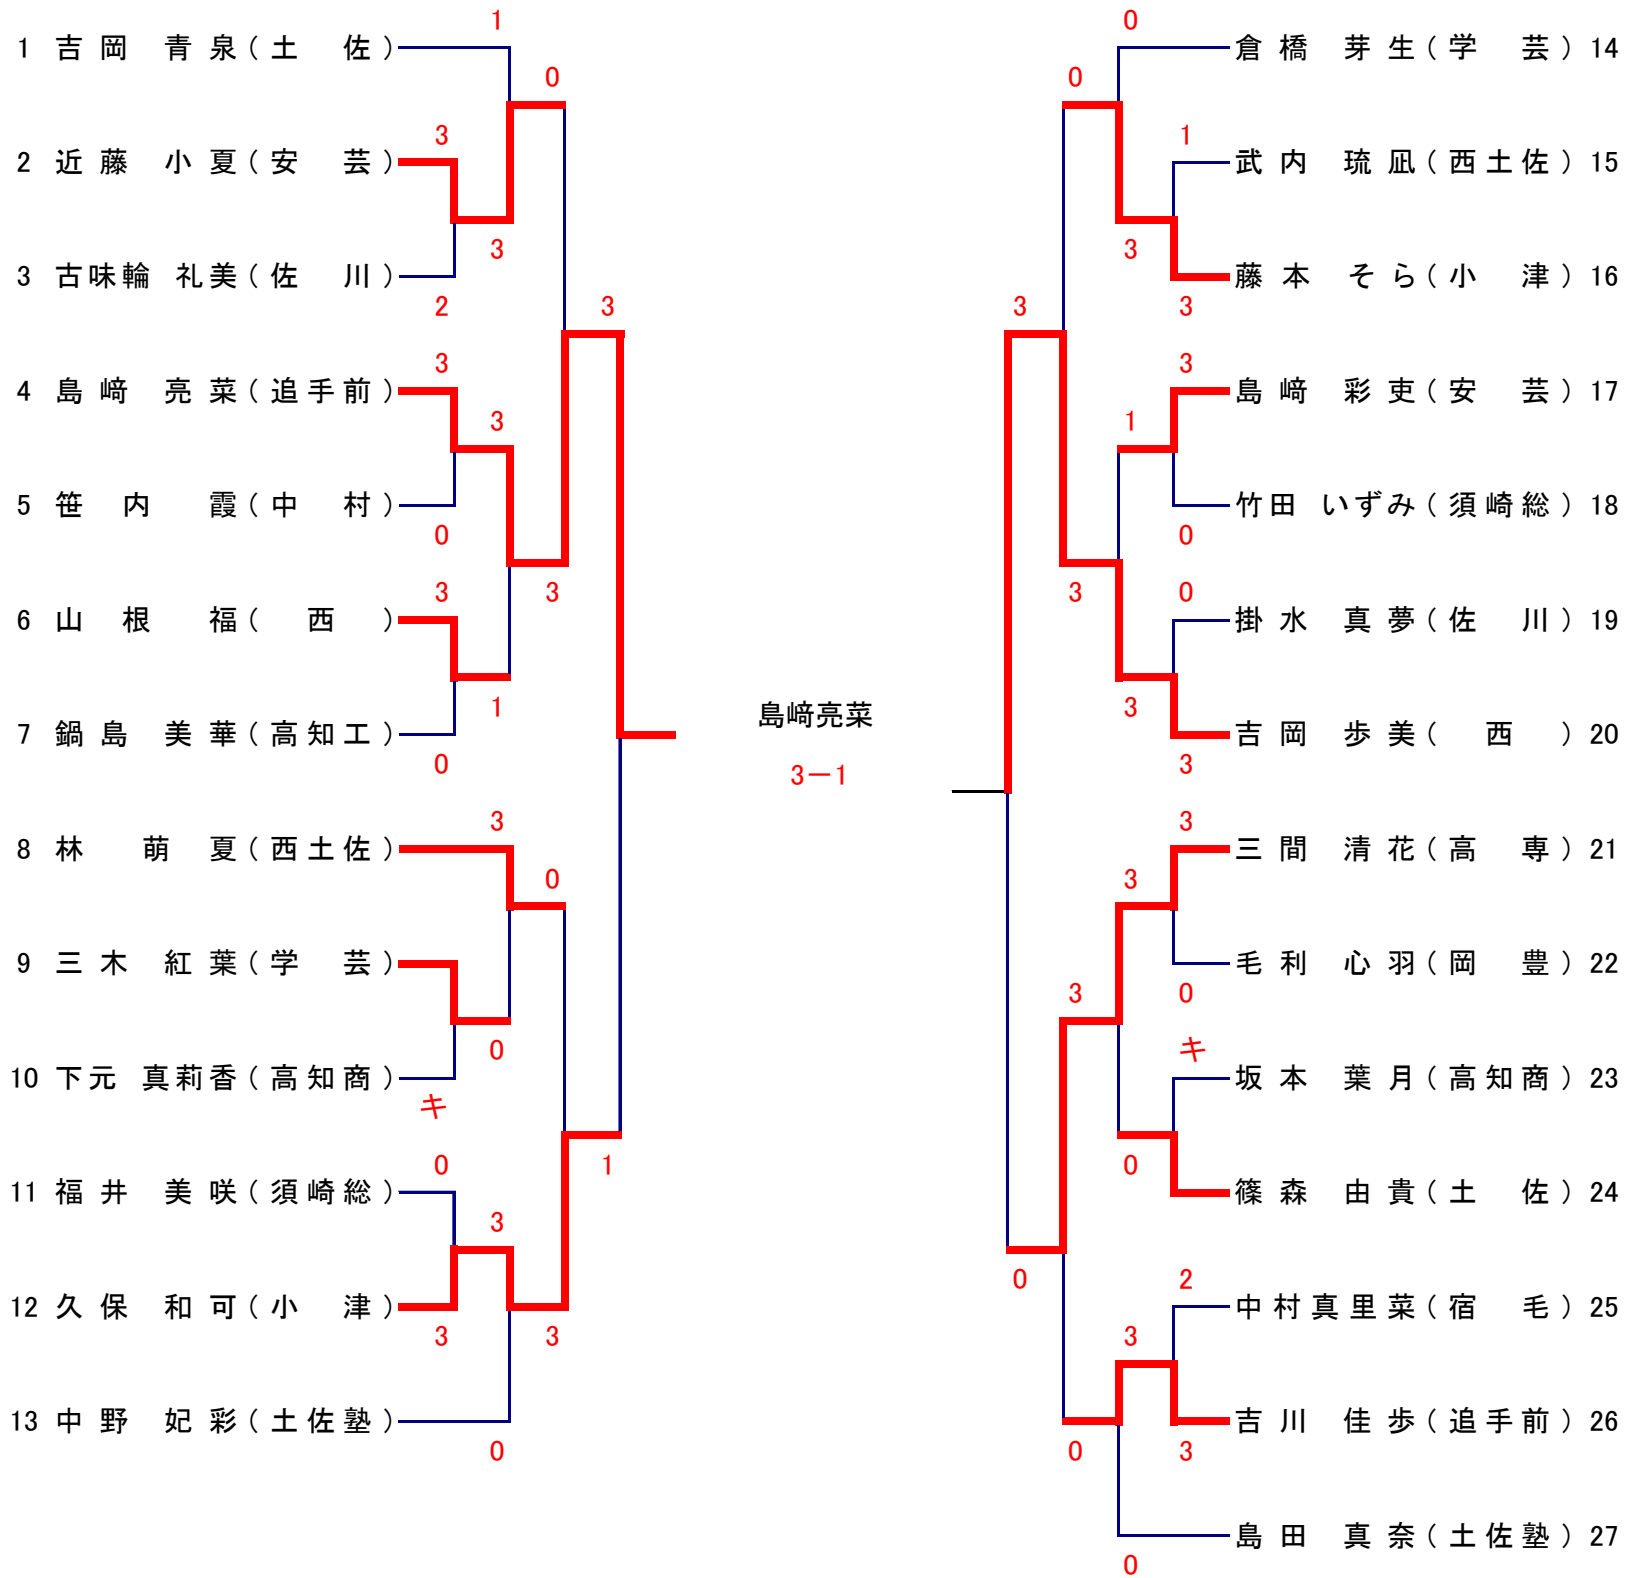 1
1 吉岡 青泉(土 佐)
0
3
2 近藤 小夏(安 芸)
3
3 古味輪 礼美(佐 川)
2
3
3
4 島﨑 亮菜(追手前)
3
5 笹内 霞(中 村)
0
3
3
6 山根 福( 西 )
1
7 鍋島 美華(高知工)
0
3
8 林 萌夏(西土佐)
0
9 三木 紅葉(学 芸)
0
10 下元 真莉香(高知商)
キ
0
1
11 福井 美咲(須崎総)
3
12 久保 和可(小 津)
3
3
13 中野 妃彩(土佐塾)
0
島﨑亮菜
3－1
0
倉橋 芽生(学 芸) 14
0
1
武内 琉凪(西土佐) 15
3
藤本 そら(小 津) 16
3
3
3
島﨑 彩吏(安 芸) 17
1
竹田 いずみ(須崎総) 18
0
3
0
掛水 真夢(佐 川) 19
3
吉岡 歩美( 西 ) 20
3
3
三間 清花(高 専) 21
3
毛利 心羽(岡 豊) 22
3
0
キ
坂本 葉月(高知商) 23
0
篠森 由貴(土 佐) 24
0
2
中村真里菜(宿 毛) 25
3
吉川 佳歩(追手前) 26
0
3
島田 真奈(土佐塾) 27
0